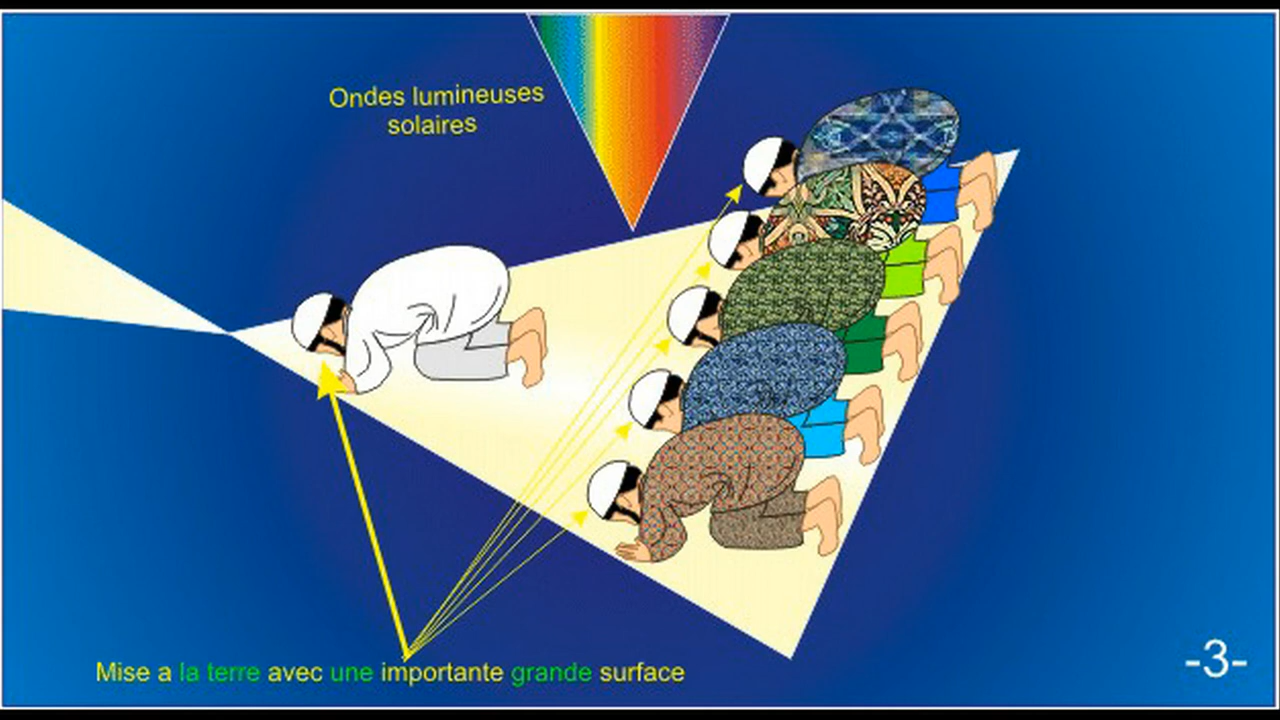 Ondes lumineuses
solaires
Mise a la terre avec une importante grande surface
-3-